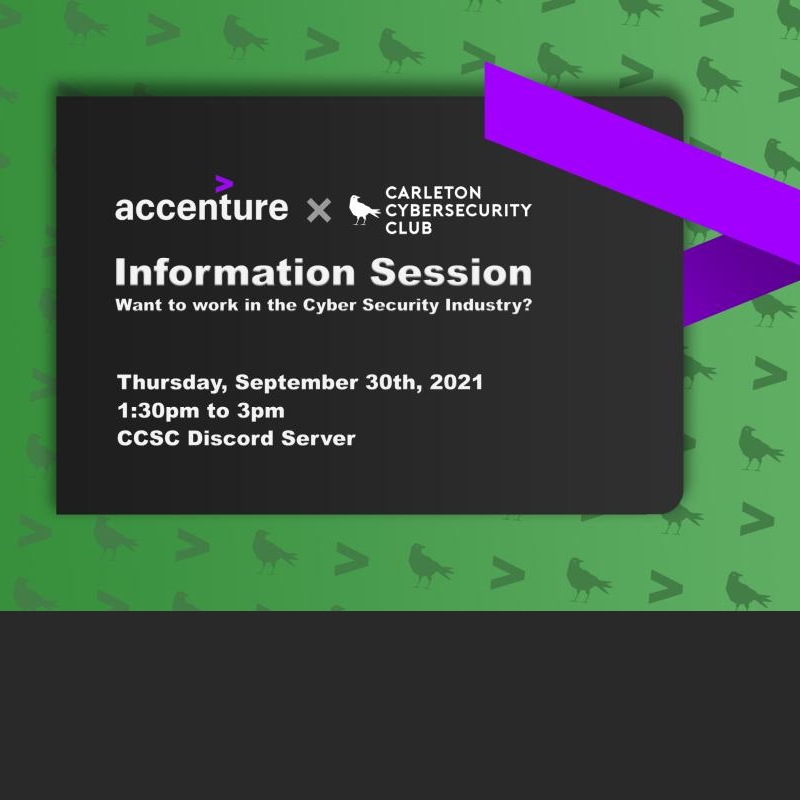 accenture × CARLETON
CYBERSECURITY
CLUB
Information Session
Want to work in the Cyber Security Industry?
Thursday, September 30th, 2021
1:30pm to 3pm
CCSC Discord Server